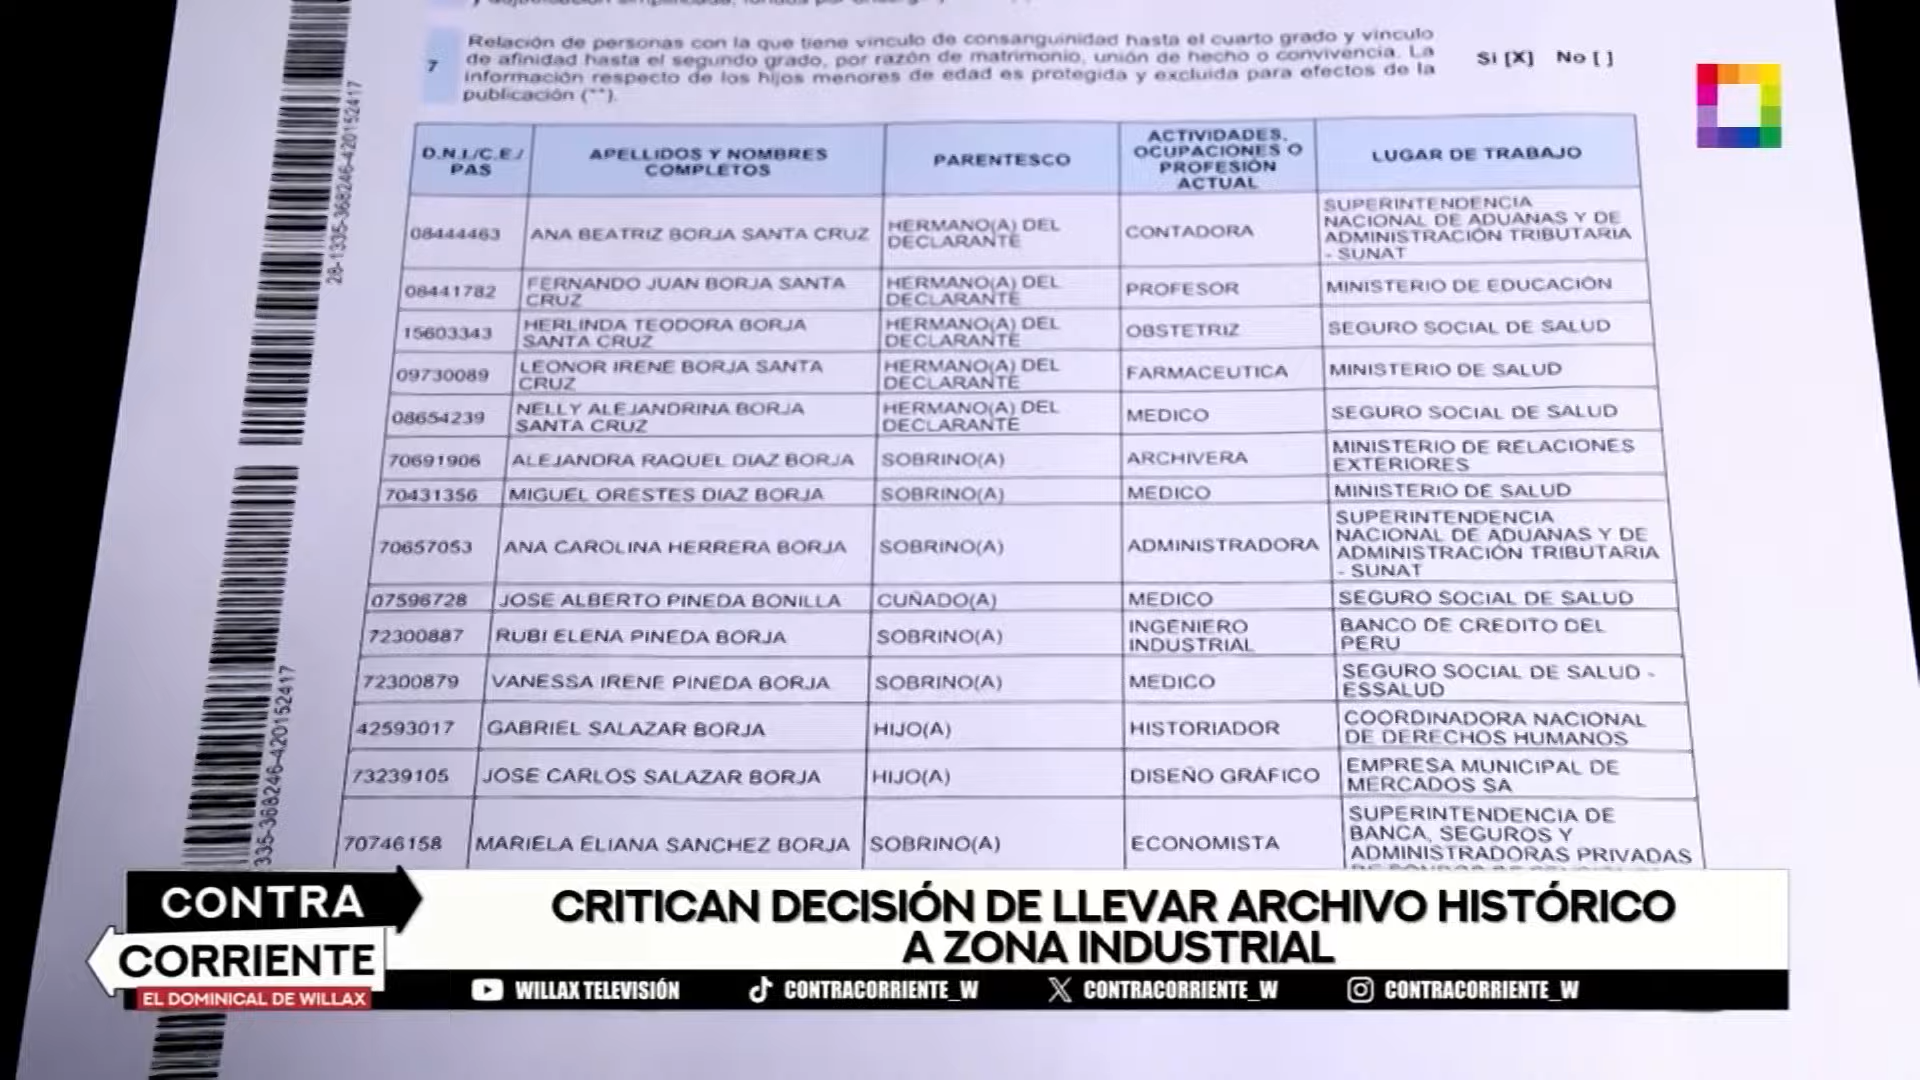 7
Relación de personas con la que tiene vínculo de consanguinidad hasta el cuarto grado y vínculo
de afinidad hasta el segundo grado, por razón de matrimonio, unión de hecho o convivencia. La
información respecto de los hijos menores de edad es protegida y excluida para efectos de la
publicación (**).
Si [X] No [ ]
D.N.I./C.E./
PAS
APELLIDOS Y NOMBRES
COMPLETOS
PARENTESCO
ACTIVIDADES,
OCUPACIONES O
PROFESIÓN
ACTUAL
LUGAR DE TRABAJO
08444463
ANA BEATRIZ BORJA SANTA CRUZ
HERMANO(A) DEL
DECLARANTE
CONTADORA
SUPERINTENDENCIA
NACIONAL DE ADUANAS Y DE
ADMINISTRACIÓN TRIBUTARIA
- SUNAT
08441782
FERNANDO JUAN BORJA SANTA
CRUZ
HERMANO(A) DEL
DECLARANTE
PROFESOR
MINISTERIO DE EDUCACIÓN
15603343
HERLINDA TEODORA BORJA
SANTA CRUZ
HERMANO(A) DEL
DECLARANTE
OBSTETRIZ
SEGURO SOCIAL DE SALUD
09730089
LEONOR IRENE BORJA SANTA
CRUZ
HERMANO(A) DEL
DECLARANTE
FARMACEUTICA
MINISTERIO DE SALUD
08654239
NELLY ALEJANDRINA BORJA
SANTA CRUZ
HERMANO(A) DEL
DECLARANTE
MEDICO
SEGURO SOCIAL DE SALUD
70691906
ALEJANDRA RAQUEL DIAZ BORJA
SOBRINO(A)
ARCHIVERA
MINISTERIO DE RELACIONES
EXTERIORES
70431356
MIGUEL ORESTES DIAZ BORJA
SOBRINO(A)
MEDICO
MINISTERIO DE SALUD
70657053
ANA CAROLINA HERRERA BORJA
SOBRINO(A)
ADMINISTRADORA
SUPERINTENDENCIA
NACIONAL DE ADUANAS Y DE
ADMINISTRACIÓN TRIBUTARIA
- SUNAT
07596728
JOSE ALBERTO PINEDA BONILLA
CUÑADO(A)
MEDICO
SEGURO SOCIAL DE SALUD
72300887
RUBI ELENA PINEDA BORJA
SOBRINO(A)
INGENIERO
INDUSTRIAL
BANCO DE CREDITO DEL
PERU
72300879
VANESSA IRENE PINEDA BORJA
SOBRINO(A)
MEDICO
SEGURO SOCIAL DE SALUD -
ESSALUD
42593017
GABRIEL SALAZAR BORJA
HIJO(A)
HISTORIADOR
COORDINADORA NACIONAL
DE DERECHOS HUMANOS
73239105
JOSE CARLOS SALAZAR BORJA
HIJO(A)
DISEÑO GRÁFICO
EMPRESA MUNICIPAL DE
MERCADOS SA
70746158
MARIELA ELIANA SANCHEZ BORJA
SOBRINO(A)
ECONOMISTA
SUPERINTENDENCIA DE
BANCA, SEGUROS Y
ADMINISTRADORAS PRIVADAS
28-1335-368246-420152417
335-368246-420152417
CONTRA
CORRIENTE
EL DOMINICAL DE WILLAX
CRITICAN DECISIÓN DE LLEVAR ARCHIVO HISTÓRICO
A ZONA INDUSTRIAL
WILLAX TELEVISIÓN
CONTRACORRIENTE_W
CONTRACORRIENTE_W
CONTRACORRIENTE_W